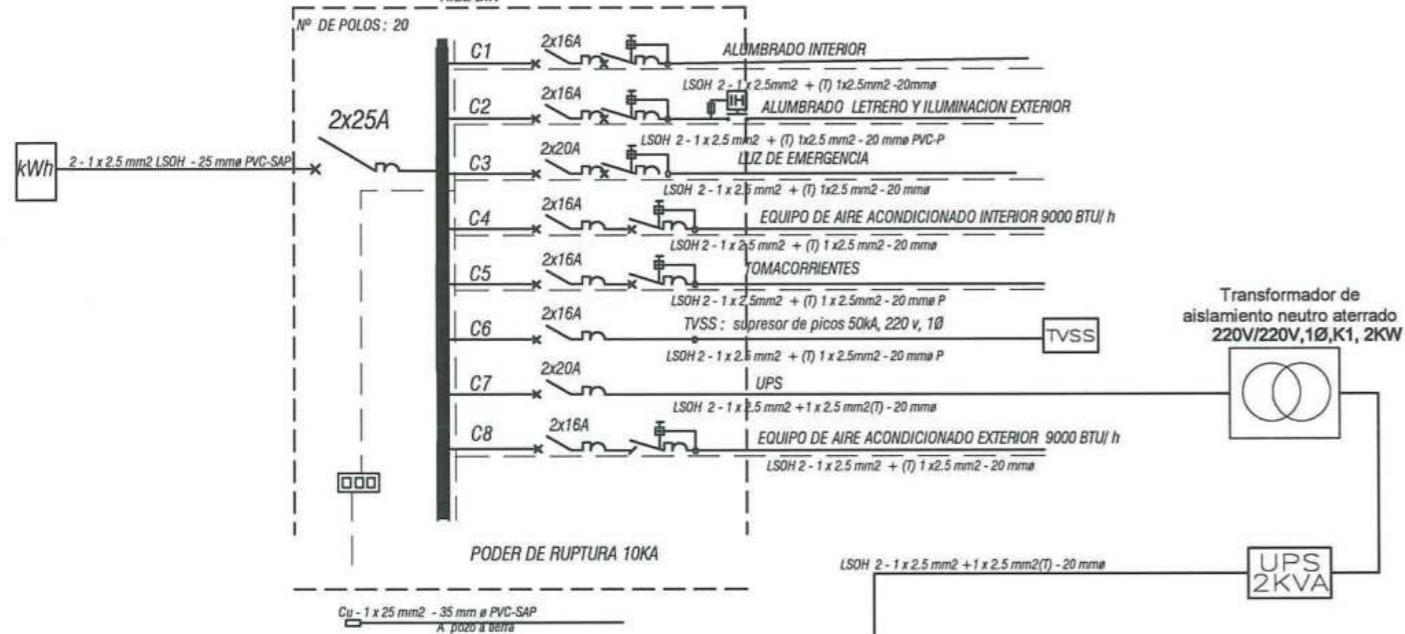 Nº DE POLOS : 20
C1
2x16A
ALUMBRADO INTERIOR
LSOH 2 - 1 x 2.5mm2 + (T) 1x2.5mm2 -20mmø
C2
2x16A
IH
ALUMBRADO LETRERO Y ILUMINACION EXTERIOR
LSOH 2 - 1 x 2.5 mm2 + (T) 1x2.5 mm2 - 20 mmø PVC-P
2x25A
kWh
2 - 1 x 2.5 mm2 LSOH - 25 mmø PVC-SAP
C3
2x20A
LUZ DE EMERGENCIA
LSOH 2 - 1 x 2.5 mm2 + (T) 1x2.5 mm2 - 20 mmø
C4
2x16A
EQUIPO DE AIRE ACONDICIONADO INTERIOR 9000 BTU/ h
LSOH 2 - 1 x 2.5 mm2 + (T) 1 x2.5 mm2 - 20 mmø
C5
2x16A
TOMACORRIENTES
LSOH 2 - 1 x 2.5mm2 + (T) 1 x 2.5mm2 - 20 mmø P
C6
2x16A
TVSS : supresor de picos 50kA, 220 v, 1Ø
LSOH 2 - 1 x 2.5 mm2 + (T) 1 x 2.5mm2 - 20 mmø P
TVSS
Transformador de
aislamiento neutro aterrado
220V/220V,1Ø,K1, 2KW
C7
2x20A
UPS
LSOH 2 - 1 x 2.5 mm2 +1 x 2.5 mm2(T) - 20 mmø
C8
2x16A
EQUIPO DE AIRE ACONDICIONADO EXTERIOR 9000 BTU/ h
LSOH 2 - 1 x 2.5 mm2 + (T) 1 x2.5 mm2 - 20 mmø
PODER DE RUPTURA 10KA
LSOH 2 - 1 x 2.5 mm2 +1 x 2.5 mm2(T) - 20 mmø
UPS
2KVA
Cu - 1 x 25 mm2 - 35 mm ø PVC-SAP
A pozo a tierra